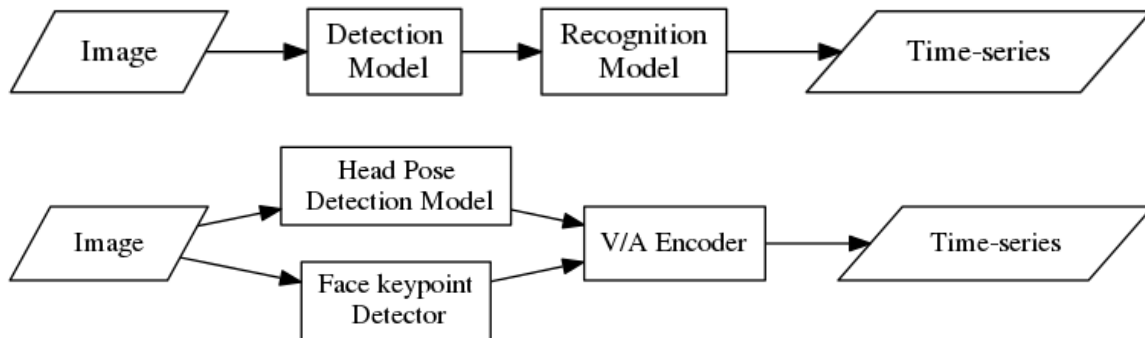 Image
Detection
Model
Recognition
Model
Time-series
Head Pose
Detection Model
Image
V/A Encoder
Time-series
Face keypoint
Detector